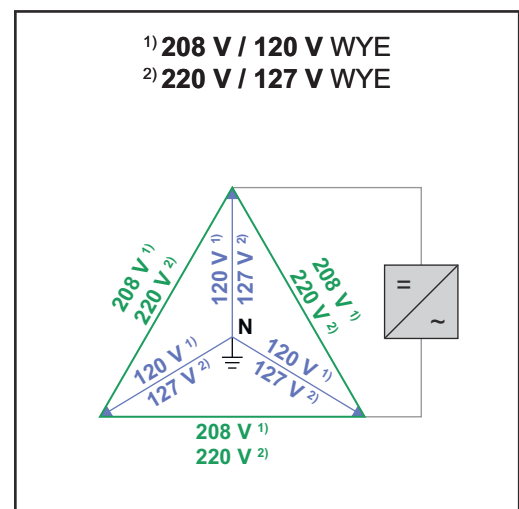 1) 208 V / 120 V WYE
2) 220 V / 127 V WYE
208 V 1)
220 V 2)
120 V 1)
127 V 2)
208 V 1)
220 V 2)
N
=
~
120 V 1)
127 V 2)
120 V 1)
127 V 2)
208 V 1)
220 V 2)